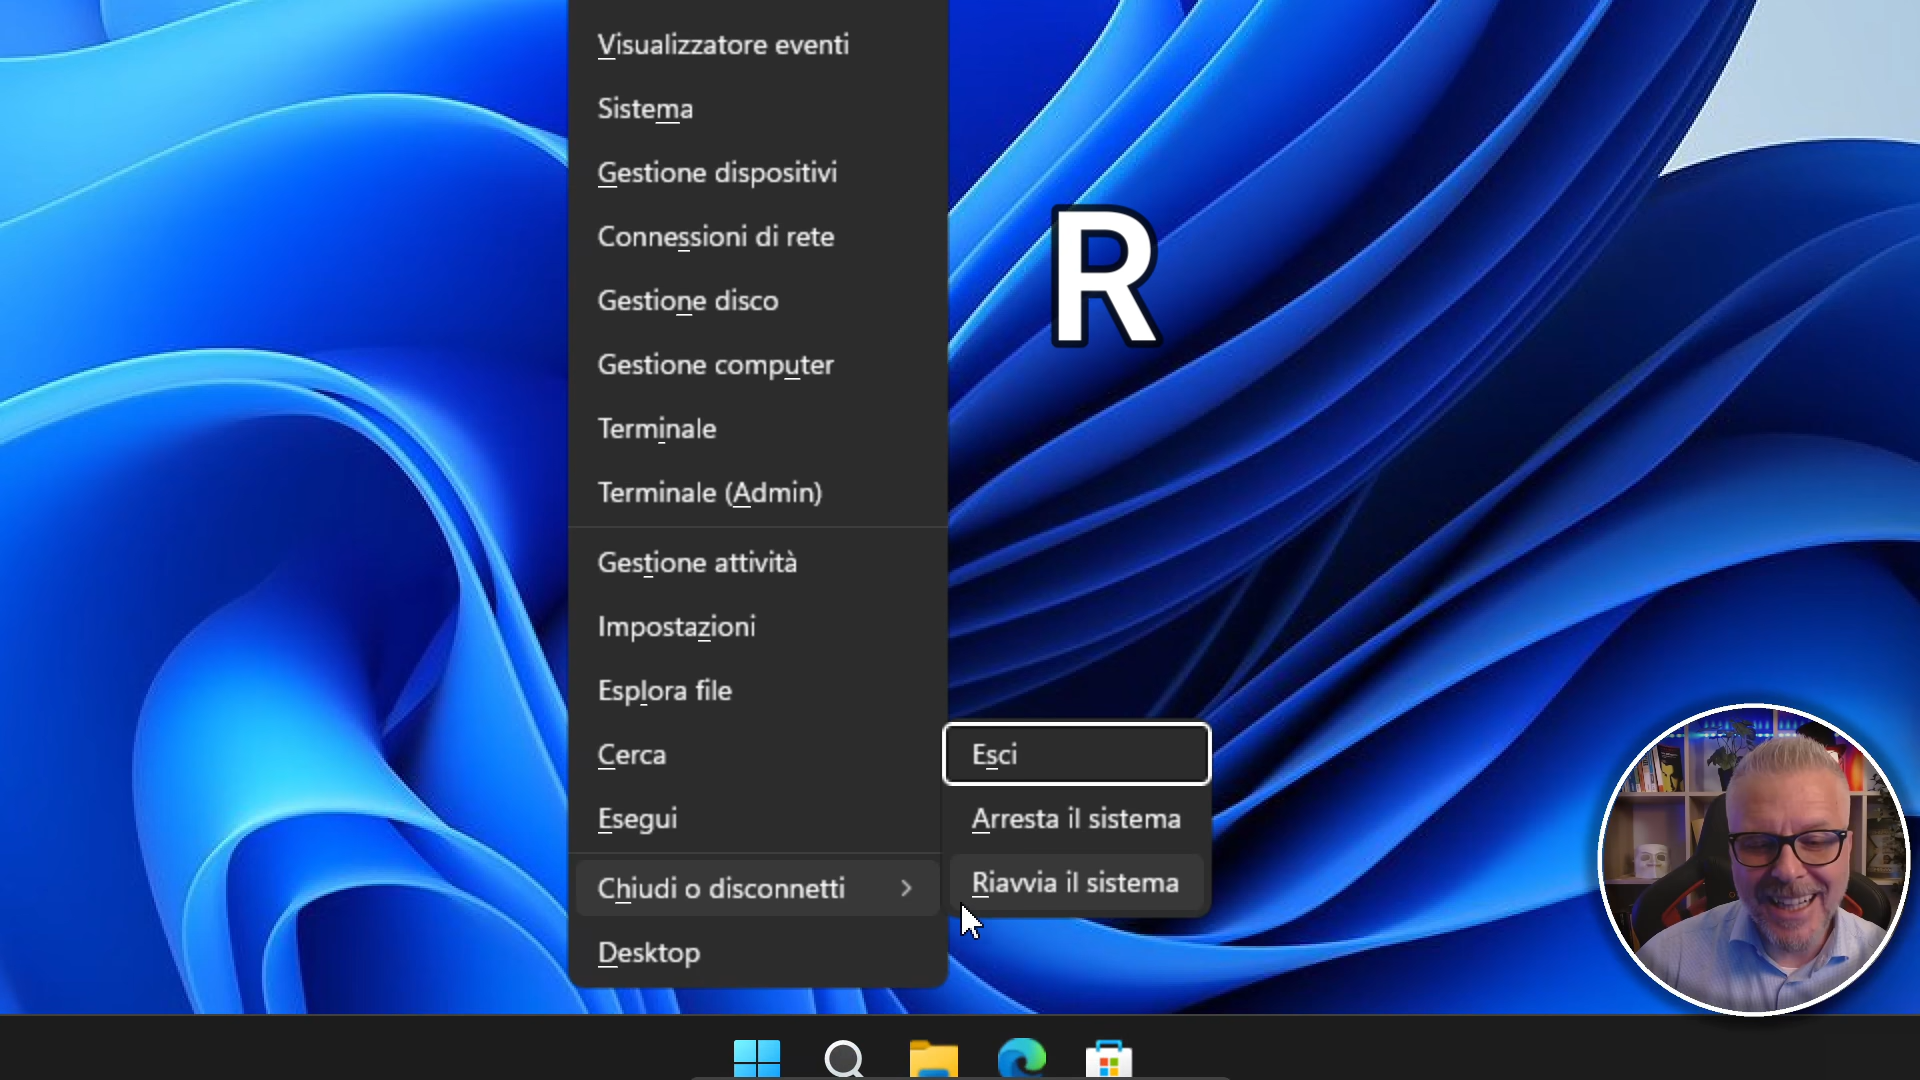 Visualizzatore eventi
Sistema
Gestione dispositivi
Connessioni di rete
R
Gestione disco
Gestione computer
Terminale
Terminale (Admin)
Gestione attività
Impostazioni
Esplora file
Cerca
Esegui
Chiudi o disconnetti
Desktop
Esci
Arresta il sistema
Riavvia il sistema